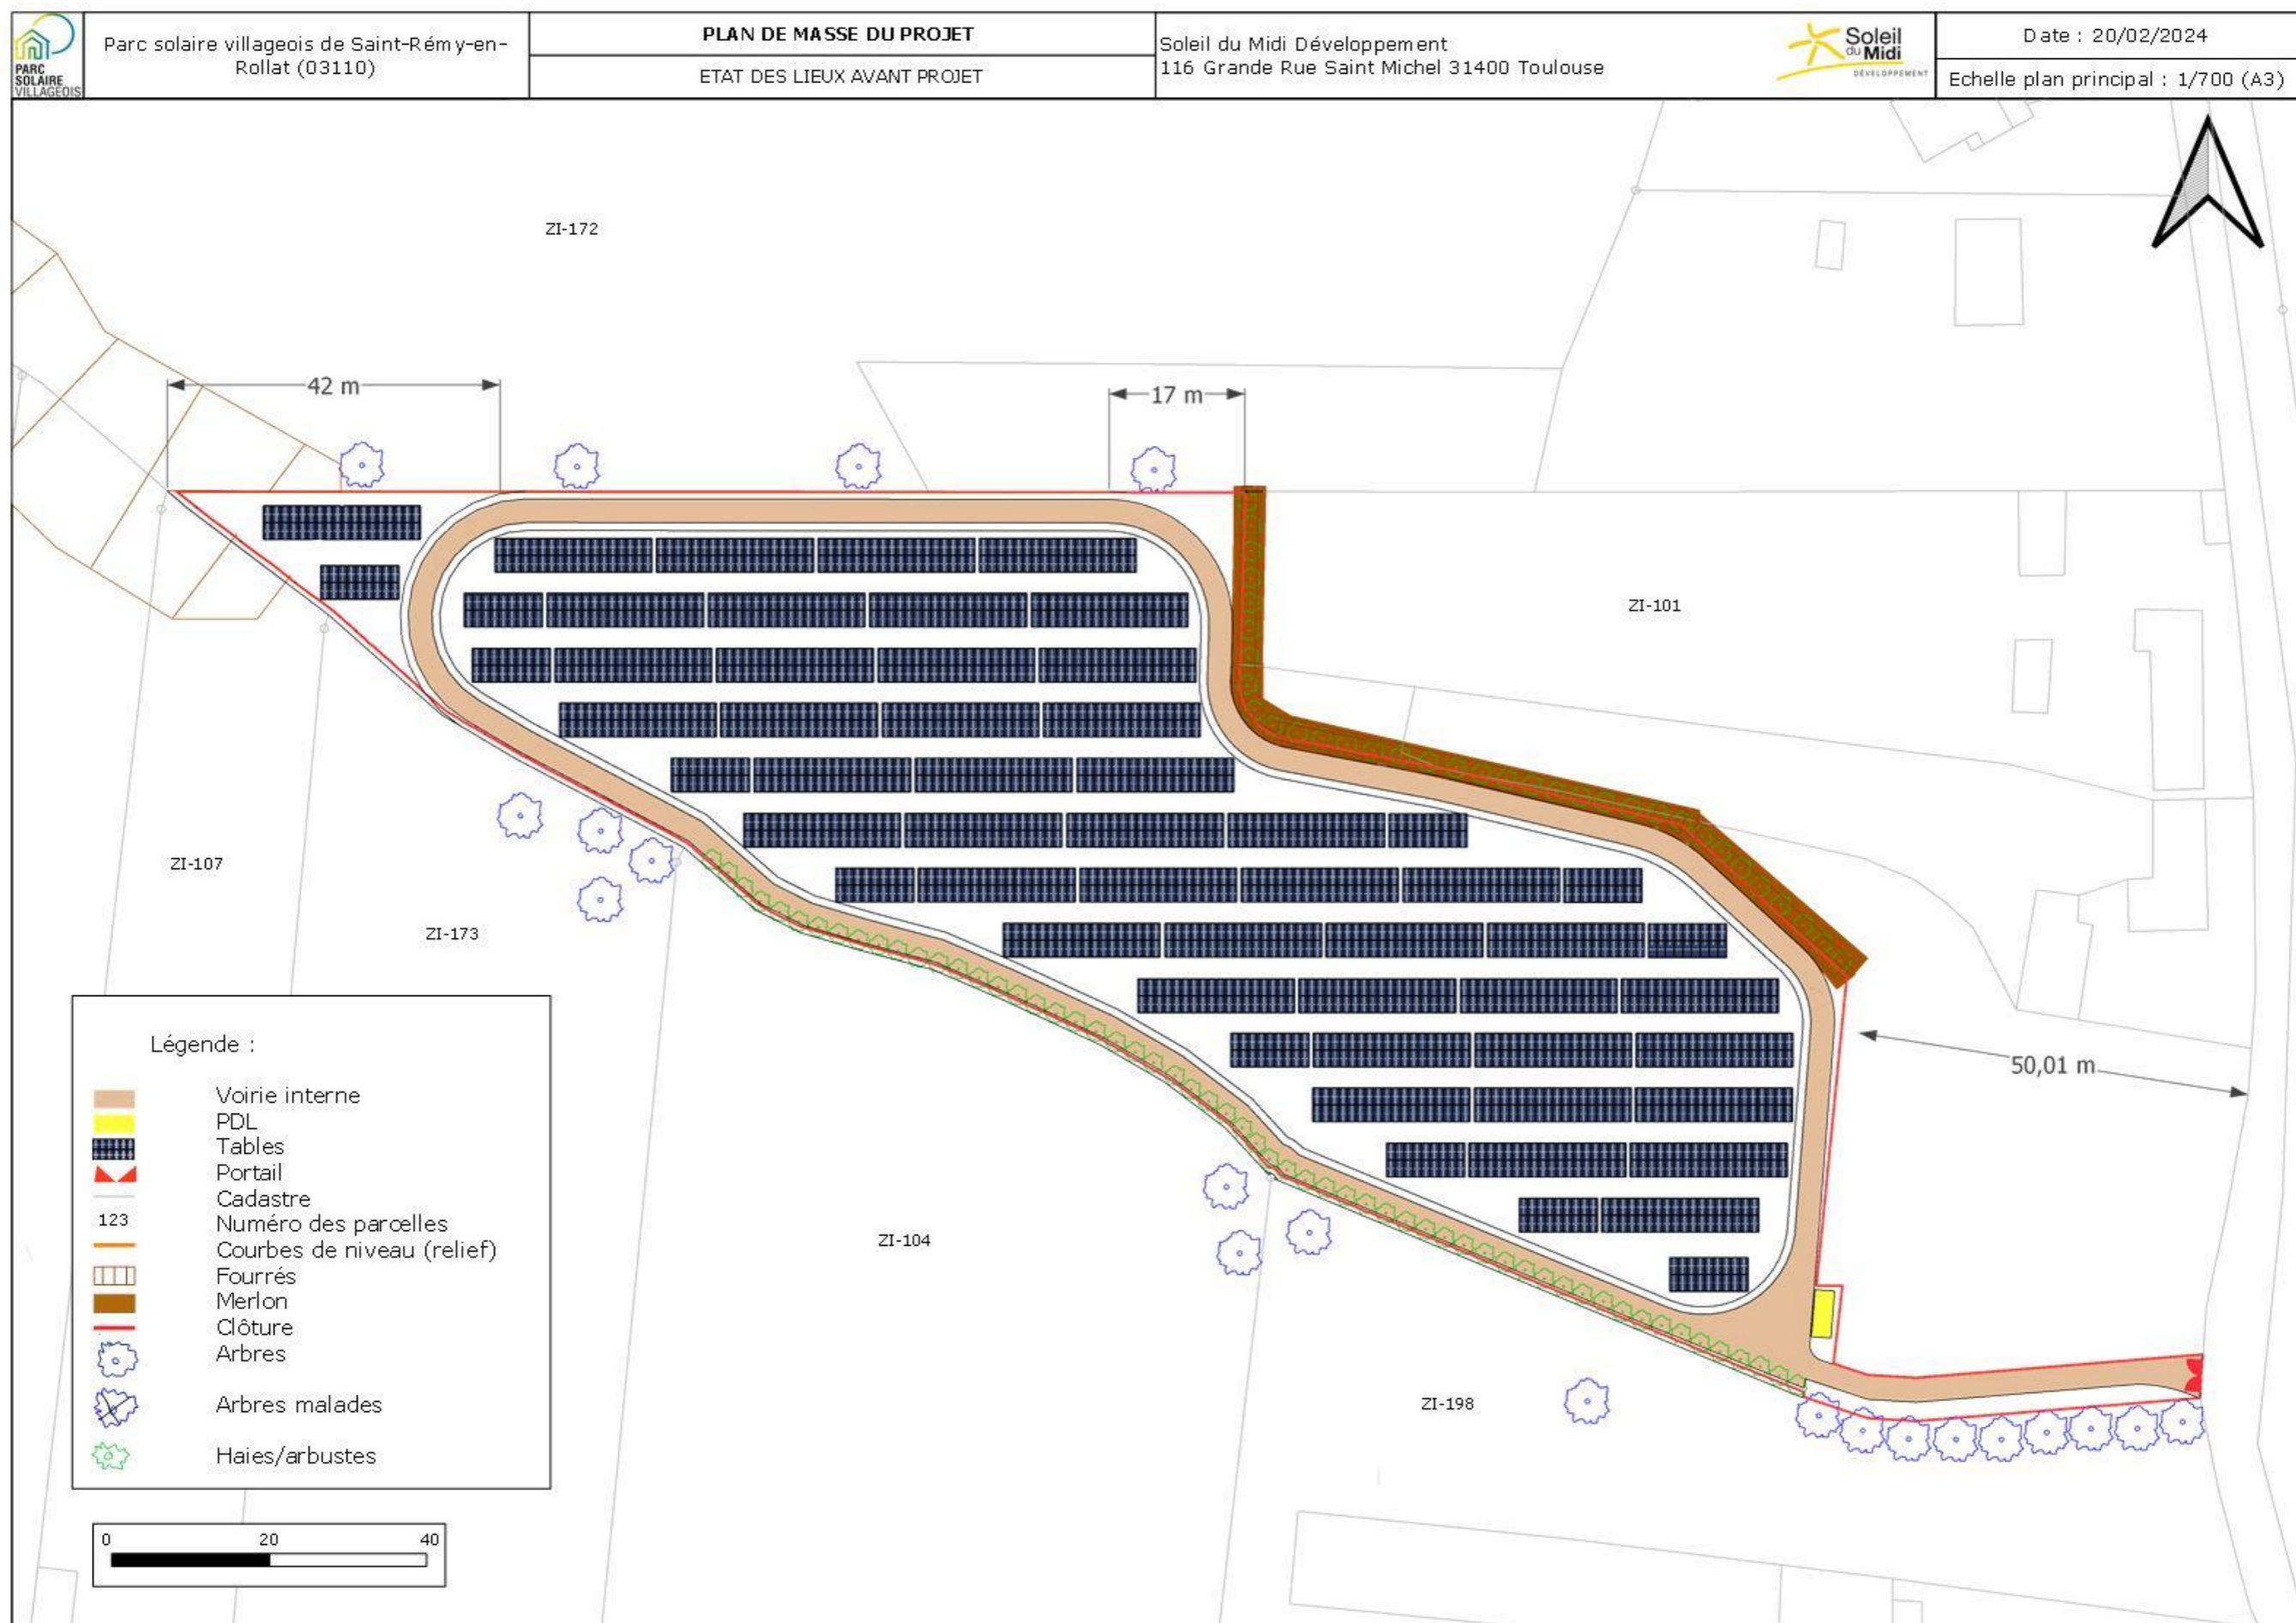 PARC
SOLAIRE
VILLAGEOIS
Parc solaire villageois de Saint-Rémy-en-
Rollat (03110)
PLAN DE MASSE DU PROJET
ETAT DES LIEUX AVANT PROJET
Soleil du Midi Développement
116 Grande Rue Saint Michel 31400 Toulouse
Soleil
du Midi
DÉVELOPPEMENT
Date : 20/02/2024
Echelle plan principal : 1/700 (A3)
ZI-172
42 m
17 m
ZI-101
ZI-107
ZI-173
50,01 m
ZI-104
ZI-198
Légende :
Voirie interne
PDL
Tables
Portail
Cadastre
123 Numéro des parcelles
Courbes de niveau (relief)
Fourrés
Merlon
Clôture
Arbres
Arbres malades
Haies/arbustes
0 20 40